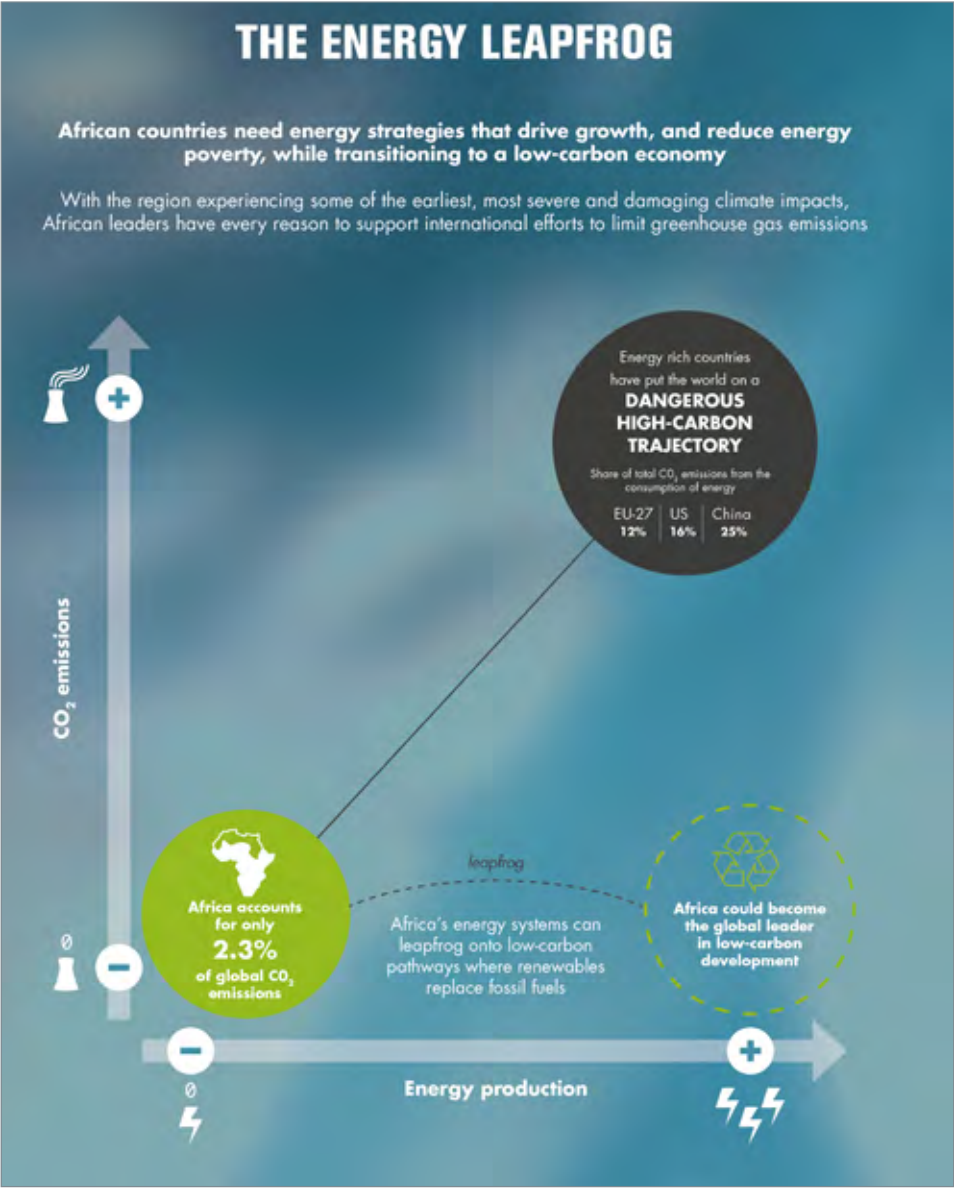 THE ENERGY LEAPFROG
African countries need energy strategies that drive growth, and reduce energy
poverty, while transitioning to a low-carbon economy
With the region experiencing some of the earliest, most severe and damaging climate impacts,
African leaders have every reason to support international efforts to limit greenhouse gas emissions
Energy rich countries
have put the world on a
DANGEROUS
HIGH-CARBON
TRAJECTORY
Share of total CO₂ emissions from the
consumption of energy
EU-27 US China
12% 16% 25%
CO₂ emissions
Africa accounts
for only
2.3%
of global CO₂
emissions
leapfrog
Africa's energy systems can
leapfrog onto low-carbon
pathways where renewables
replace fossil fuels
Africa could become
the global leader
in low-carbon
development
0
0
Energy production